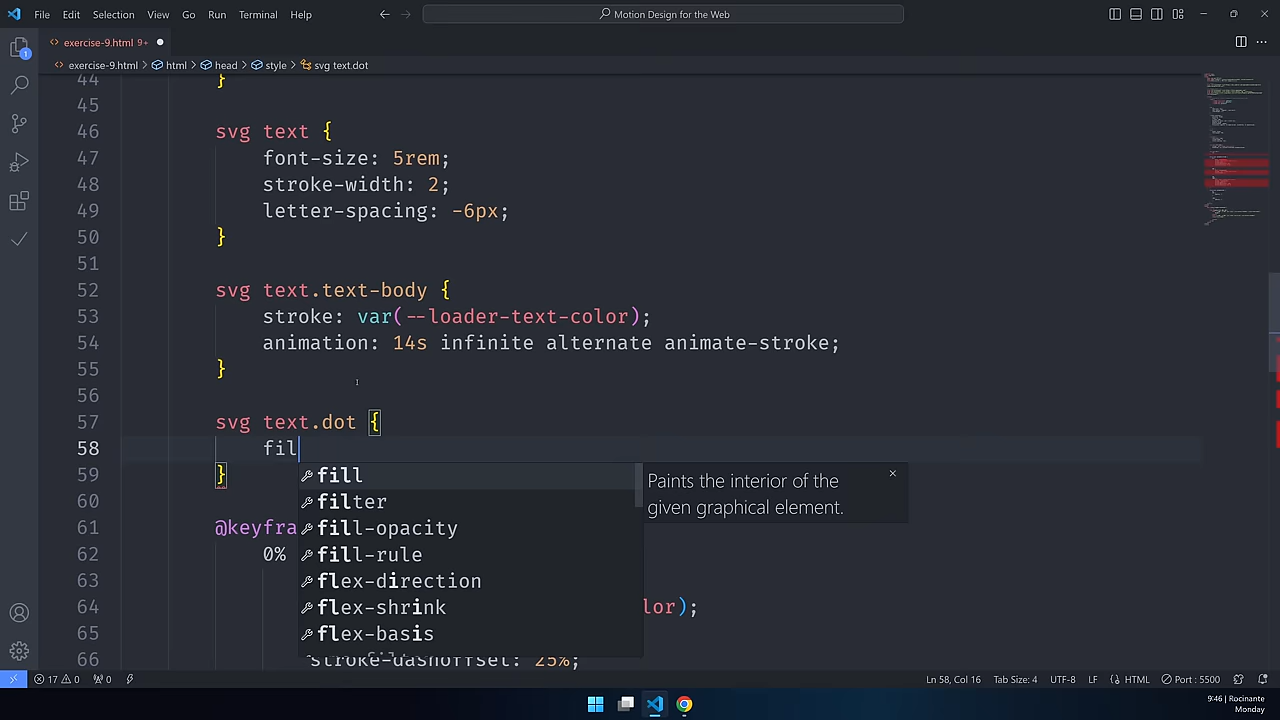 File Edit Selection View Go Run Terminal Help
Motion Design for the Web
exercise-9.html 9+
exercise-9.html > html > head > style > svg text.dot
1
44 }
45
46 svg text {
47 font-size: 5rem;
48 stroke-width: 2;
49 letter-spacing: -6px;
50 }
51
52 svg text.text-body {
53 stroke: var(--loader-text-color);
54 animation: 14s infinite alternate animate-stroke;
55 }
56
57 svg text.dot {
58 fil
59 }
60
61 @keyfra
62 0%
63
64 lor);
65
66 stroke-dashoffset: 25%;
fill
filter
fill-opacity
fill-rule
flex-direction
flex-shrink
flex-basis
Paints the interior of the
given graphical element.
17 0 0 Ln 58, Col 16 Tab Size: 4 UTF-8 LF HTML Port : 5500
9:46 | Rocinante
Monday